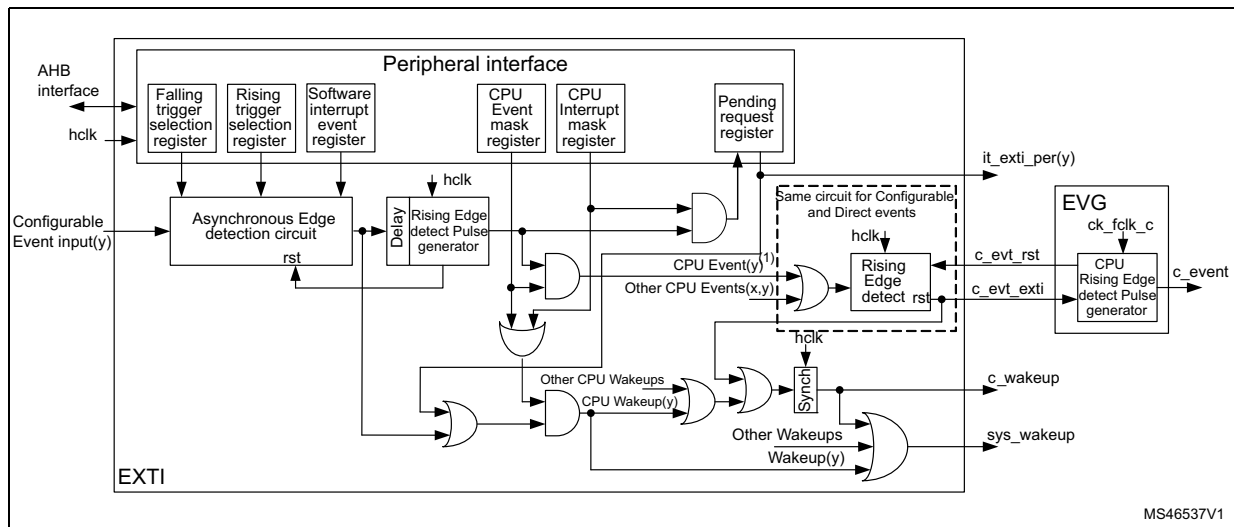 AHB
interface
hclk
Peripheral interface
Falling
trigger
selection
register
Rising
trigger
selection
register
Software
interrupt
event
register
CPU
Event
mask
register
CPU
Interrupt
mask
register
Pending
request
register
it_exti_per(y)
Configurable
Event input(y)
Asynchronous Edge
detection circuit
rst
hclk
Delay
Rising Edge
detect Pulse
generator
Same circuit for Configurable
and Direct events
hclk
CPU Event(y)(1)
Other CPU Events(x,y)
Rising
Edge
detect
rst
c_evt_rst
c_evt_exti
EVG
ck_fclk_c
CPU
Rising Edge
detect Pulse
generator
c_event
hclk
Synch
Other CPU Wakeups
CPU Wakeup(y)
c_wakeup
Other Wakeups
Wakeup(y)
sys_wakeup
EXTI
MS46537V1